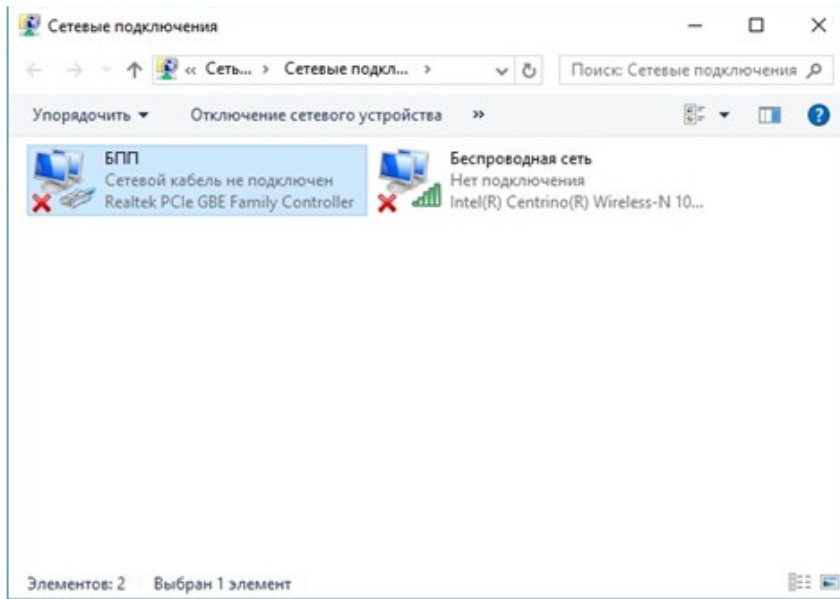 Сетевые подключения
« Сеть... › Сетевые подкл... ›
Поиск: Сетевые подключения
Упорядочить
Отключение сетевого устройства
»
БПП
Сетевой кабель не подключен
Realtek PCIe GBE Family Controller
Беспроводная сеть
Нет подключения
Intel(R) Centrino(R) Wireless-N 10...
Элементов: 2
Выбран 1 элемент